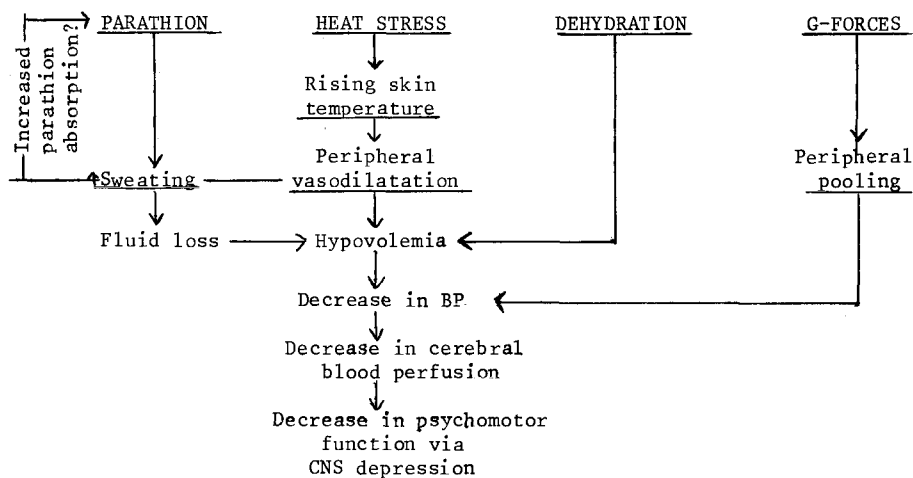 PARATHION
HEAT STRESS
DEHYDRATION
G-FORCES
Increased
parathion
absorption?
Rising skin
temperature
Peripheral
vasodilatation
Peripheral
pooling
Sweating
Fluid loss
Hypovolemia
Decrease in BP
Decrease in cerebral
blood perfusion
Decrease in psychomotor
function via
CNS depression